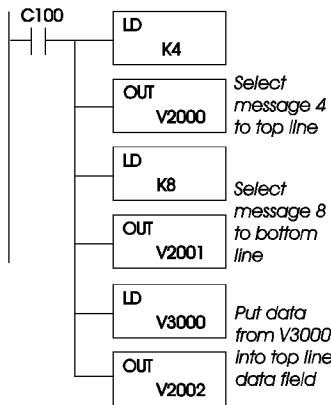 C100
LD
K4
OUT
V2000
Select
message 4
to top line
LD
K8
OUT
V2001
Select
message 8
to bottom
line
LD
V3000
OUT
V2002
Put data
from V3000
into top line
data field